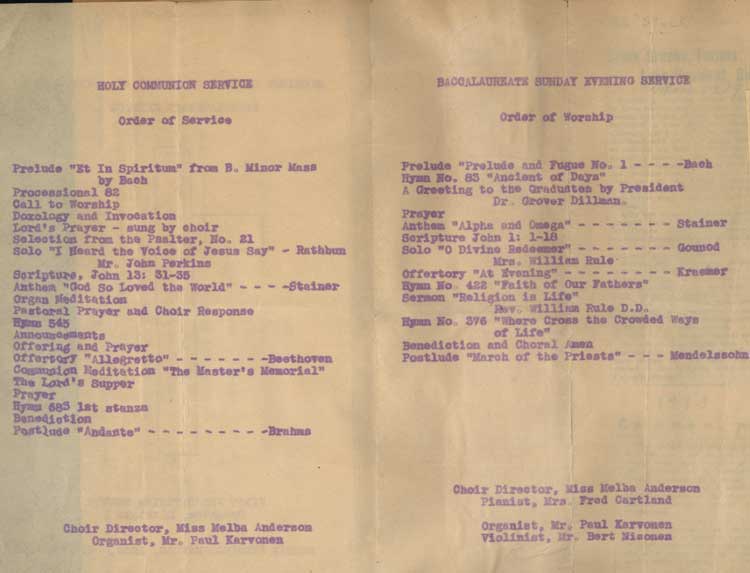 HOLY COMMUNION SERVICE
Order of Service
Prelude "Et In Spiritum" from B. Minor Mass
by Bach
Processional 82
Call to Worship
Doxology and Invocation
Lord's Prayer - sung by choir
Selection from the Psalter, No. 21
Solo "I Heard the Voice of Jesus Say" - Rathbun
Mr. John Perkins
Scripture, John 13: 31-35
Anthem "God So Loved the World" - - - -Stainer
Organ Meditation
Pastoral Prayer and Choir Response
Hymn 545
Announcements
Offering and Prayer
Offertory "Allegretto" - - - - - - - -Beethoven
Communion Meditation "The Master's Memorial"
The Lord's Supper
Prayer
Hymn 683 1st stanza
Benediction
Postlude "Andante" - - - - - - - - - -Brahms
Choir Director, Miss Melba Anderson
Organist, Mr. Paul Karvonen
BACCALAUREATE SUNDAY EVENING SERVICE
Order of Worship
Prelude "Prelude and Fugue No. 1 - - - -Bach
Hymn No. 83 "Ancient of Days"
A Greeting to the Graduates by President
Dr. Grover Dillman.
Prayer
Anthem "Alpha and Omega" - - - - - - - Stainer
Scripture John 1: 1-18
Solo "O Divine Redeemer" - - - - - - - Gounod
Mrs. William Rule
Offertory "At Evening" - - - - - - - - Kraemer
Hymn No. 422 "Faith of Our Fathers"
Sermon "Religion is Life"
Rev. William Rule D.D.
Hymn No. 376 "Where Cross the Crowded Ways
of Life"
Benediction and Choral Amen
Postlude "March of the Priests" - - - Mendelssohn
Choir Director, Miss Melba Anderson
Pianist, Mrs. Fred Cartland
Organist, Mr. Paul Karvonen
Violinist, Mr. Bert Nisonen